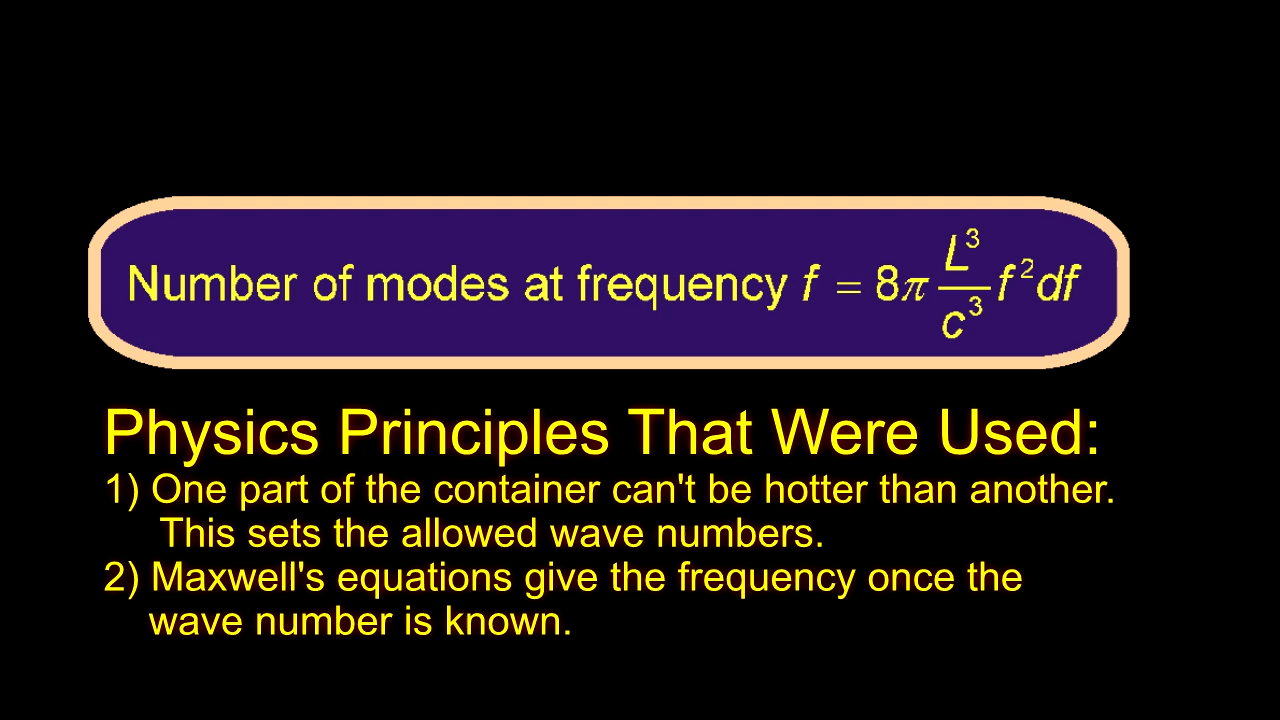 Number of modes at frequency f = 8π L³/c³ f² df
Physics Principles That Were Used:
1) One part of the container can't be hotter than another.
This sets the allowed wave numbers.
2) Maxwell's equations give the frequency once the
wave number is known.